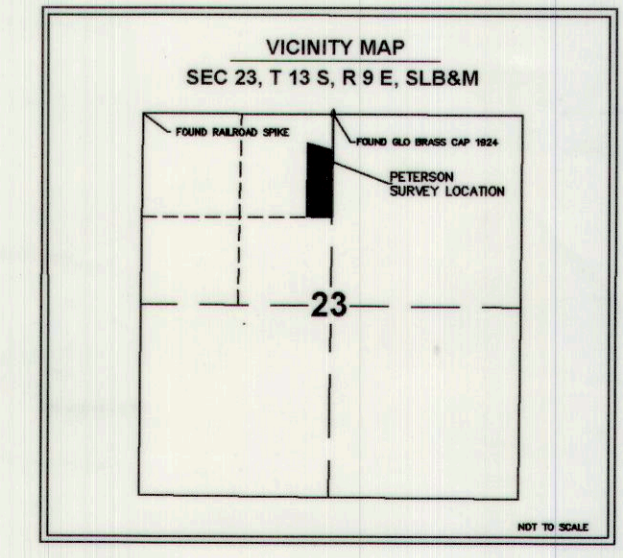 VICINITY MAP
SEC 23, T 13 S, R 9 E, SLB&M
FOUND RAILROAD SPIKE
FOUND GLO BRASS CAP 1924
PETERSON
SURVEY LOCATION
23
NOT TO SCALE